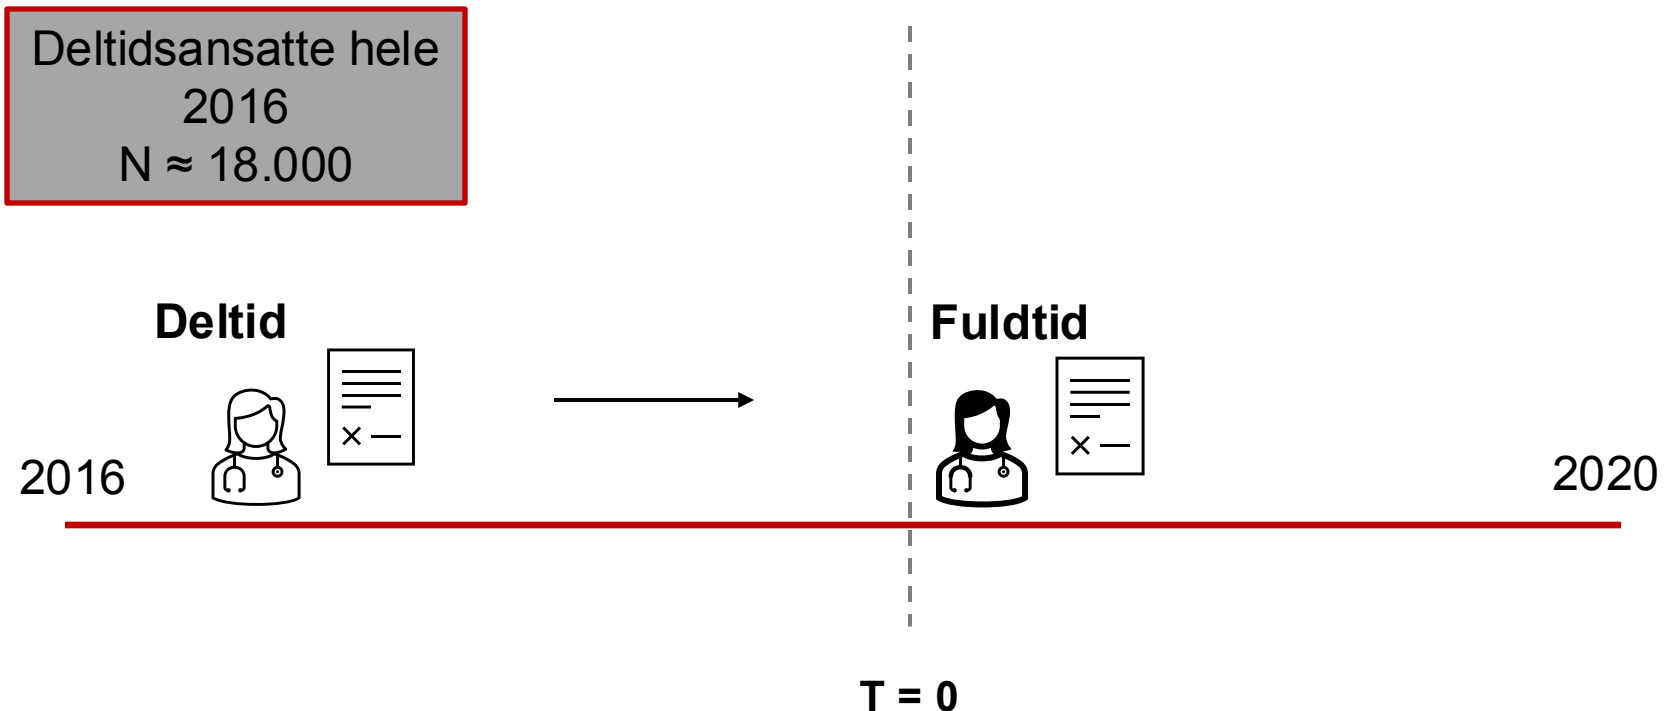 Deltidsansatte hele
2016
N ≈ 18.000
Deltid
Fuldtid
2016
2020
T = 0